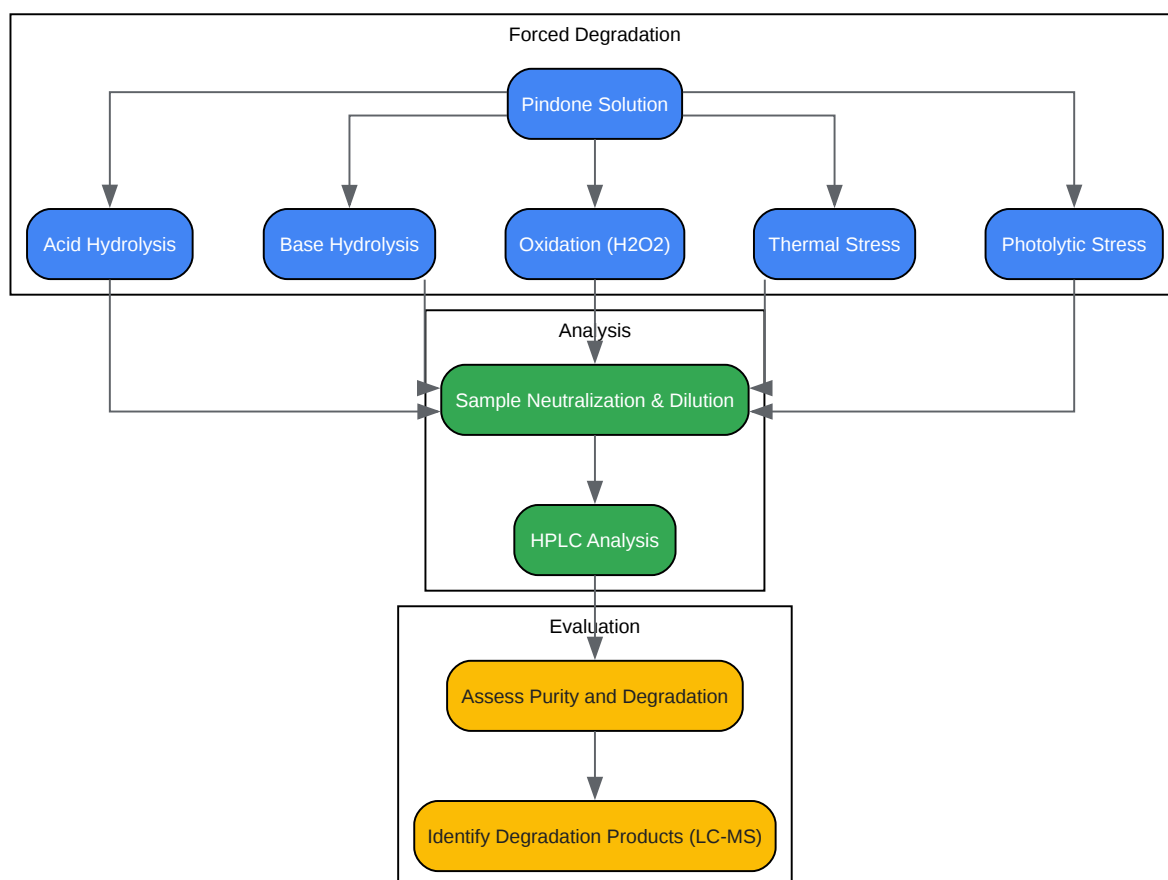 Forced Degradation
Pindone Solution
Acid Hydrolysis
Base Hydrolysis
Oxidation (H2O2)
Thermal Stress
Photolytic Stress
Analysis
Sample Neutralization & Dilution
HPLC Analysis
Evaluation
Assess Purity and Degradation
Identify Degradation Products (LC-MS)